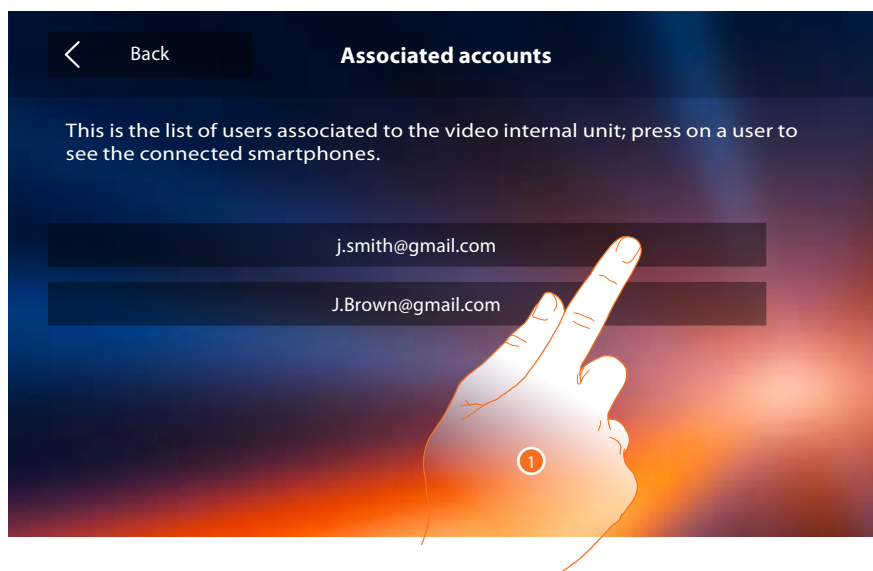 Back
Associated accounts
This is the list of users associated to the video internal unit; press on a user to
see the connected smartphones.
j.smith@gmail.com
J.Brown@gmail.com
1